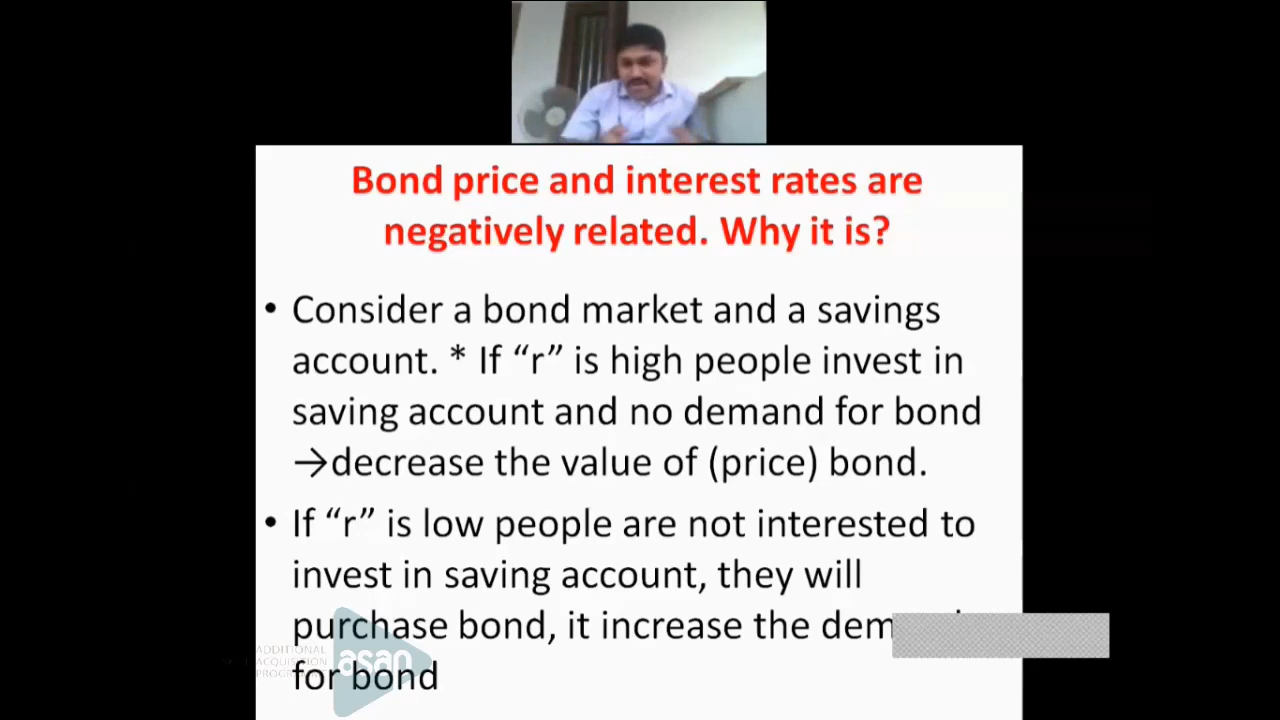 Bond price and interest rates are
negatively related. Why it is?
• Consider a bond market and a savings
account. * If “r” is high people invest in
saving account and no demand for bond
→decrease the value of (price) bond.
• If “r” is low people are not interested to
invest in saving account, they will
purchase bond, it increase the
for bond
ADDITIONAL
ACQUISITION
asap